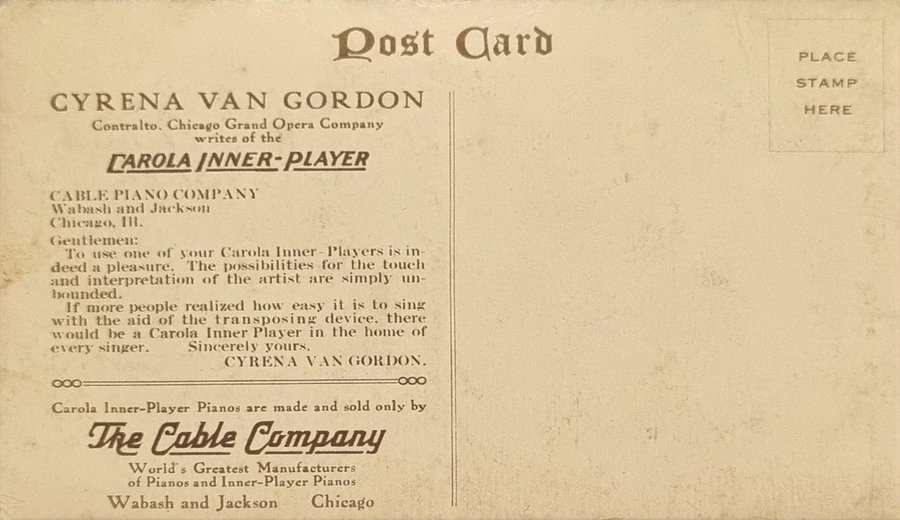 Post Card
PLACE
STAMP
HERE
CYRENA VAN GORDON
Contralto, Chicago Grand Opera Company
writes of the
CAROLA INNER-PLAYER
CABLE PIANO COMPANY
Wabash and Jackson
Chicago, Ill.
Gentlemen:
To use one of your Carola Inner-Players is in-
deed a pleasure. The possibilities for the touch
and interpretation of the artist are simply un-
bounded.
If more people realized how easy it is to sing
with the aid of the transposing device, there
would be a Carola Inner Player in the home of
every singer. Sincerely yours,
CYRENA VAN GORDON.
Carola Inner-Player Pianos are made and sold only by
The Cable Company
World's Greatest Manufacturers
of Pianos and Inner-Player Pianos
Wabash and Jackson Chicago